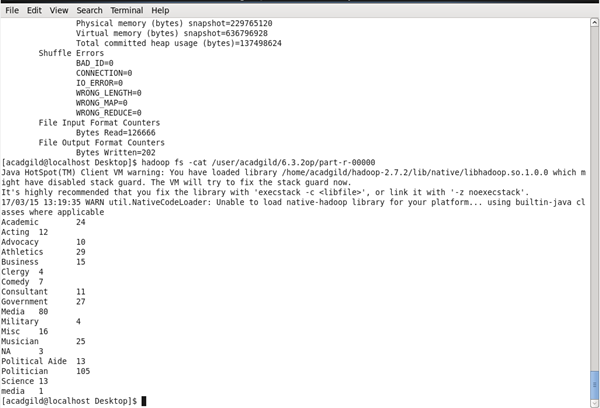 File Edit View Search Terminal Help
Physical memory (bytes) snapshot=229765120
Virtual memory (bytes) snapshot=636796928
Total committed heap usage (bytes)=137498624
Shuffle Errors
BAD_ID=0
CONNECTION=0
IO_ERROR=0
WRONG_LENGTH=0
WRONG_MAP=0
WRONG_REDUCE=0
File Input Format Counters
Bytes Read=126666
File Output Format Counters
Bytes Written=202
[acadgild@localhost Desktop]$ hadoop fs -cat /user/acadgild/6.3.2op/part-r-00000
Java HotSpot(TM) Client VM warning: You have loaded library /home/acadgild/hadoop-2.7.2/lib/native/libhadoop.so.1.0.0 which m
ight have disabled stack guard. The VM will try to fix the stack guard now.
It's highly recommended that you fix the library with 'execstack -c <libfile>', or link it with '-z noexecstack'.
17/03/15 13:19:35 WARN util.NativeCodeLoader: Unable to load native-hadoop library for your platform... using builtin-java cl
asses where applicable
Academic 24
Acting 12
Advocacy 10
Athletics 29
Business 15
Clergy 4
Comedy 7
Consultant 11
Government 27
Media 80
Military 4
Misc 16
Musician 25
NA 3
Political Aide 13
Politician 105
Science 13
media 1
[acadgild@localhost Desktop]$